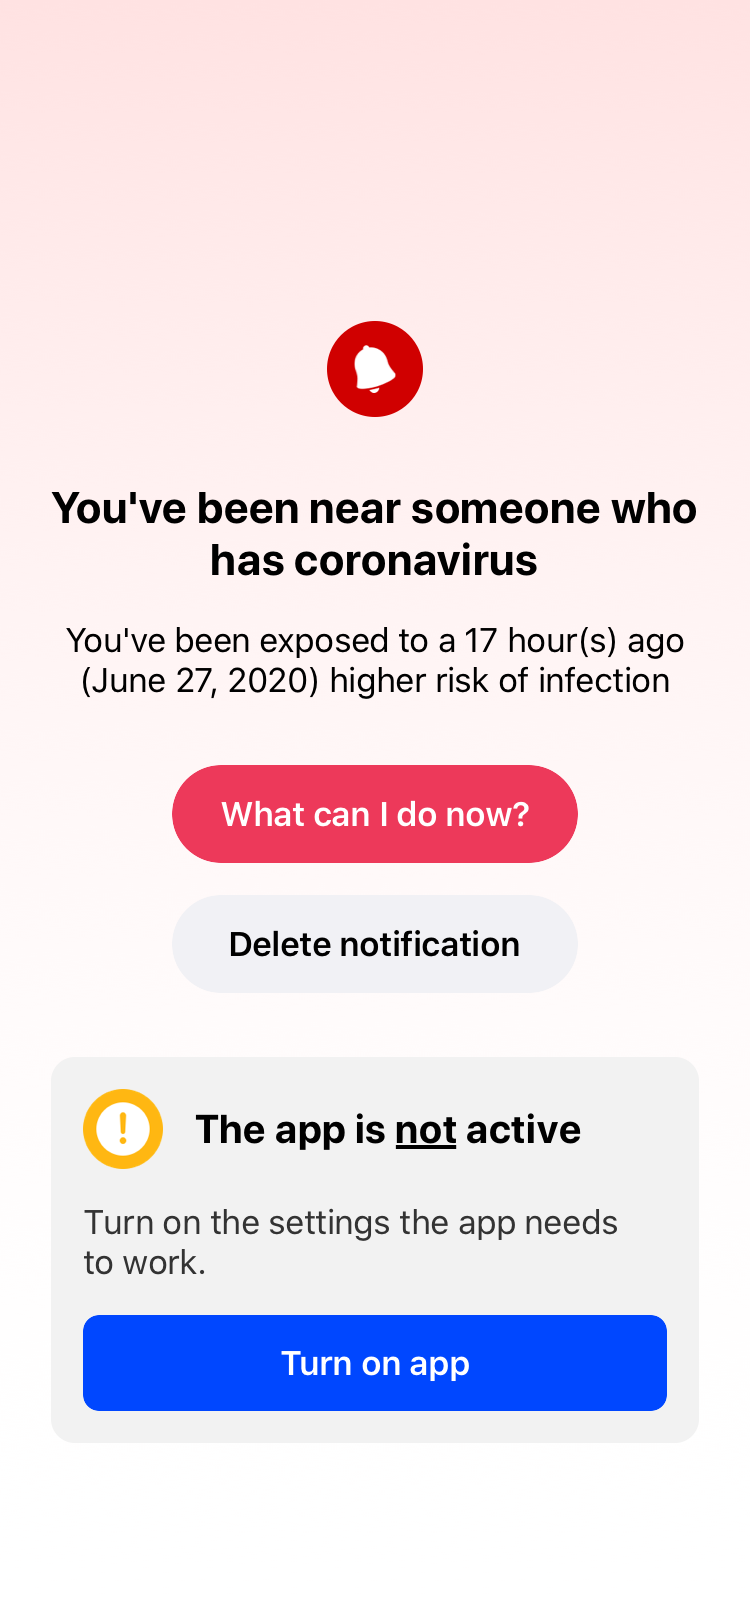 You've been near someone who
has coronavirus
You've been exposed to a 17 hour(s) ago
(June 27, 2020) higher risk of infection
What can I do now?
Delete notification
The app is not active
Turn on the settings the app needs
to work.
Turn on app